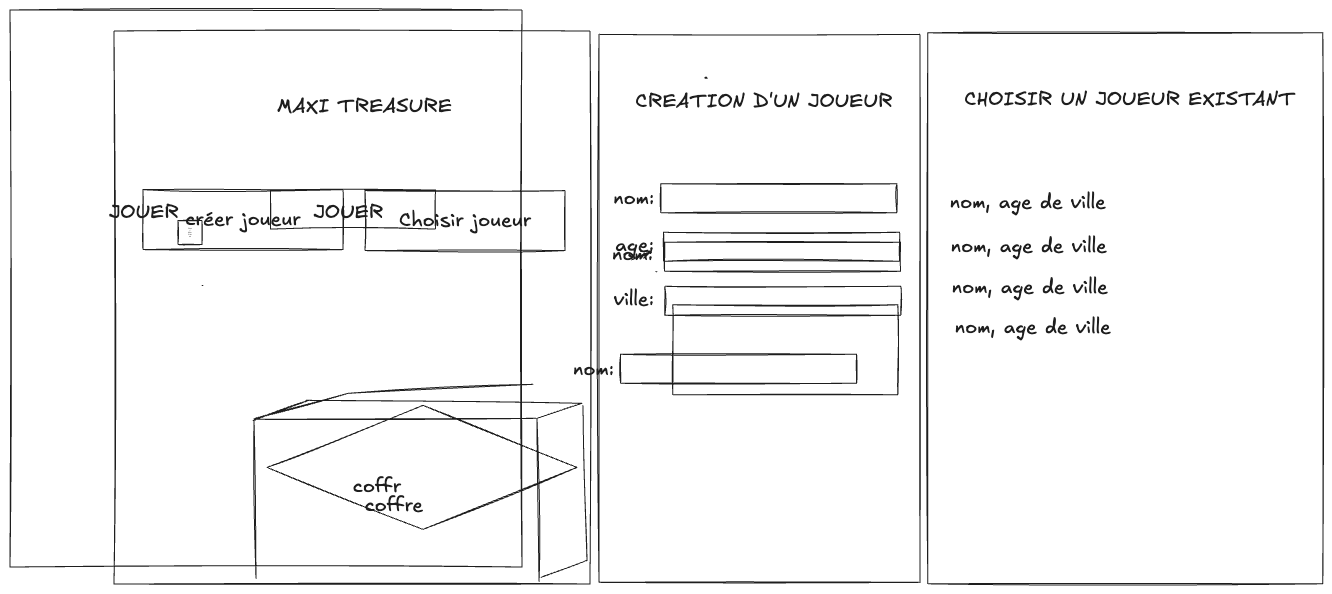 MAXI TREASURE
JOUER
créer joueur
JOUER
Choisir joueur
coffr
coffre
CREATION D'UN JOUEUR
nom:
age:
nom:
ville:
nom:
CHOISIR UN JOUEUR EXISTANT
nom, age de ville
nom, age de ville
nom, age de ville
nom, age de ville